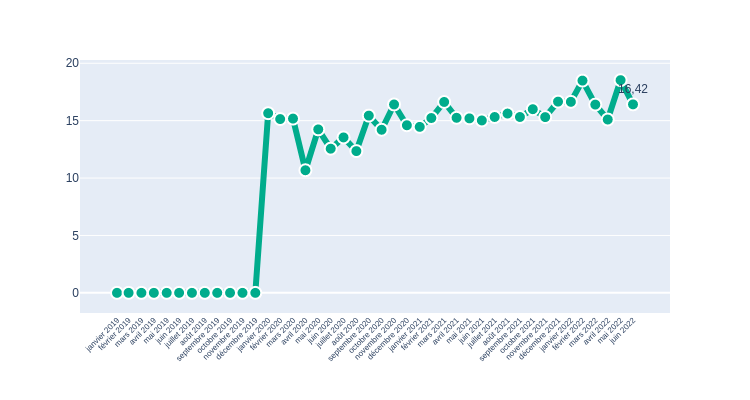 20
15
10
5
0
16,42
janvier 2019
février 2019
mars 2019
avril 2019
mai 2019
juin 2019
juillet 2019
août 2019
septembre 2019
octobre 2019
novembre 2019
décembre 2019
janvier 2020
février 2020
mars 2020
avril 2020
mai 2020
juin 2020
juillet 2020
août 2020
septembre 2020
octobre 2020
novembre 2020
décembre 2020
janvier 2021
février 2021
mars 2021
avril 2021
mai 2021
juin 2021
juillet 2021
août 2021
septembre 2021
octobre 2021
novembre 2021
décembre 2021
janvier 2022
février 2022
mars 2022
avril 2022
mai 2022
juin 2022